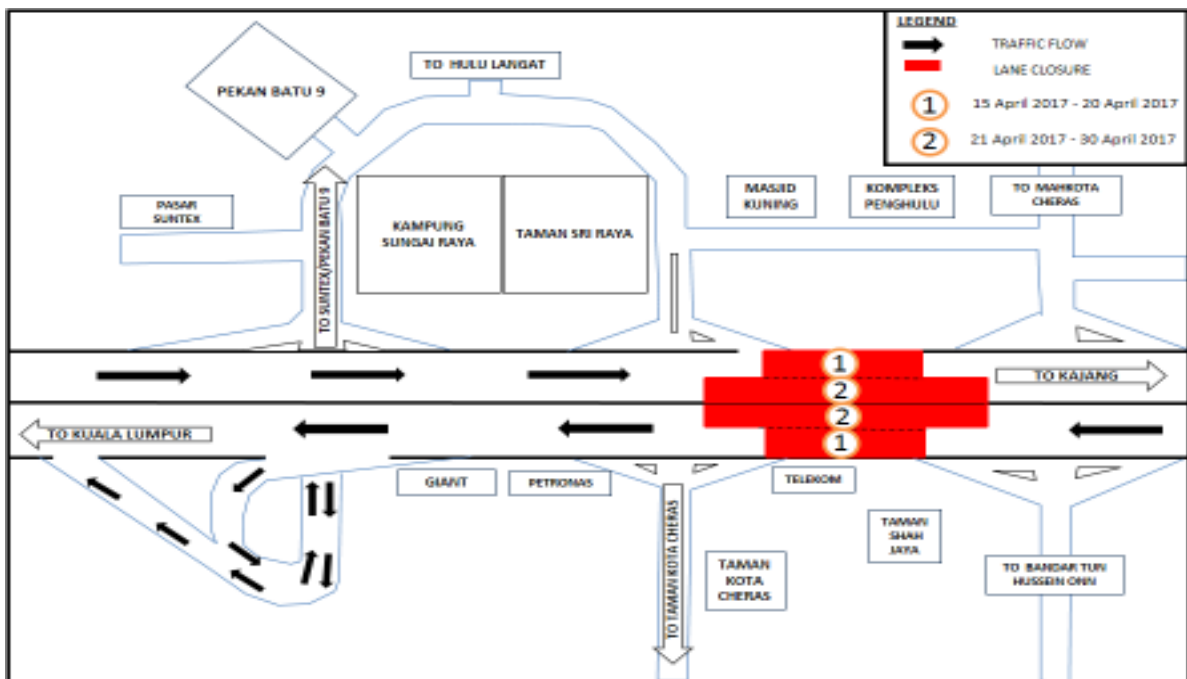 LEGEND
TRAFFIC FLOW
LANE CLOSURE
1 15 April 2017 - 20 April 2017
2 21 April 2017 - 30 April 2017
TO HULU LANGAT
PEKAN BATU 9
PASAR
SUNTEX
TO SUNTEX/PEKAN BATU 9
KAMPUNG
SUNGAI RAYA
TAMAN SRI RAYA
MASJID
KUNING
KOMPLEKS
PENGHULU
TO MAHKOTA
CHERAS
1
2
TO KAJANG
2
1
TO KUALA LUMPUR
GIANT
PETRONAS
TELEKOM
TO TAMAN KOTA CHERAS
TAMAN
KOTA
CHERAS
TAMAN
SHAH
JAYA
TO BANDAR TUN
HUSSEIN ONN